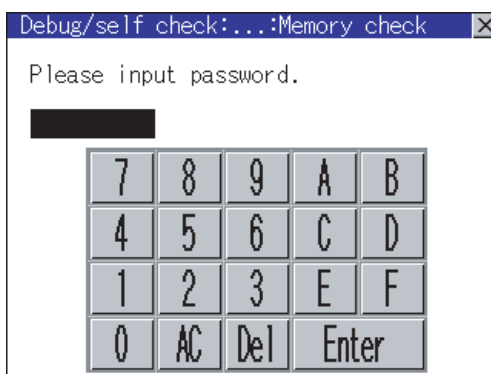 Debug/self check:...:Memory check ×
Please input password.
7 8 9 A B
4 5 6 C D
1 2 3 E F
0 AC Del Enter